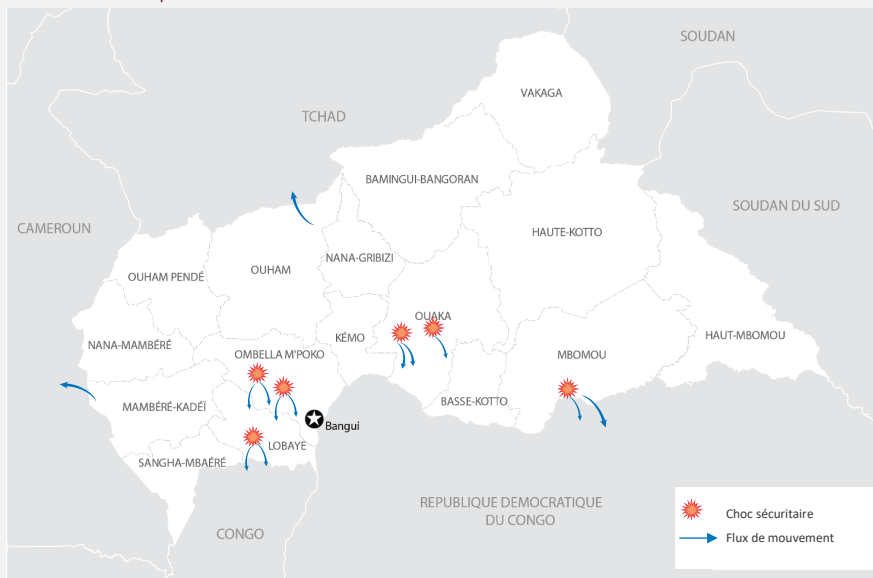 SOUDAN
VAKAGA
TCHAD
BAMINGUI-BANGORAN
SOUDAN DU SUD
CAMEROUN
HAUTE-KOTTO
NANA-GRIBIZI
OUHAM
OUHAM PENDÉ
OUAKA
KÉMO
HAUT-MBOMOU
NANA-MAMBÉRÉ
OMBELLA M'POKO
MBOMOU
BASSE-KOTTO
MAMBÉRÉ-KADÉÏ
Bangui
LOBAYE
SANGHA-MBAÉRÉ
REPUBLIQUE DEMOCRATIQUE
DU CONGO
CONGO
Choc sécuritaire
Flux de mouvement